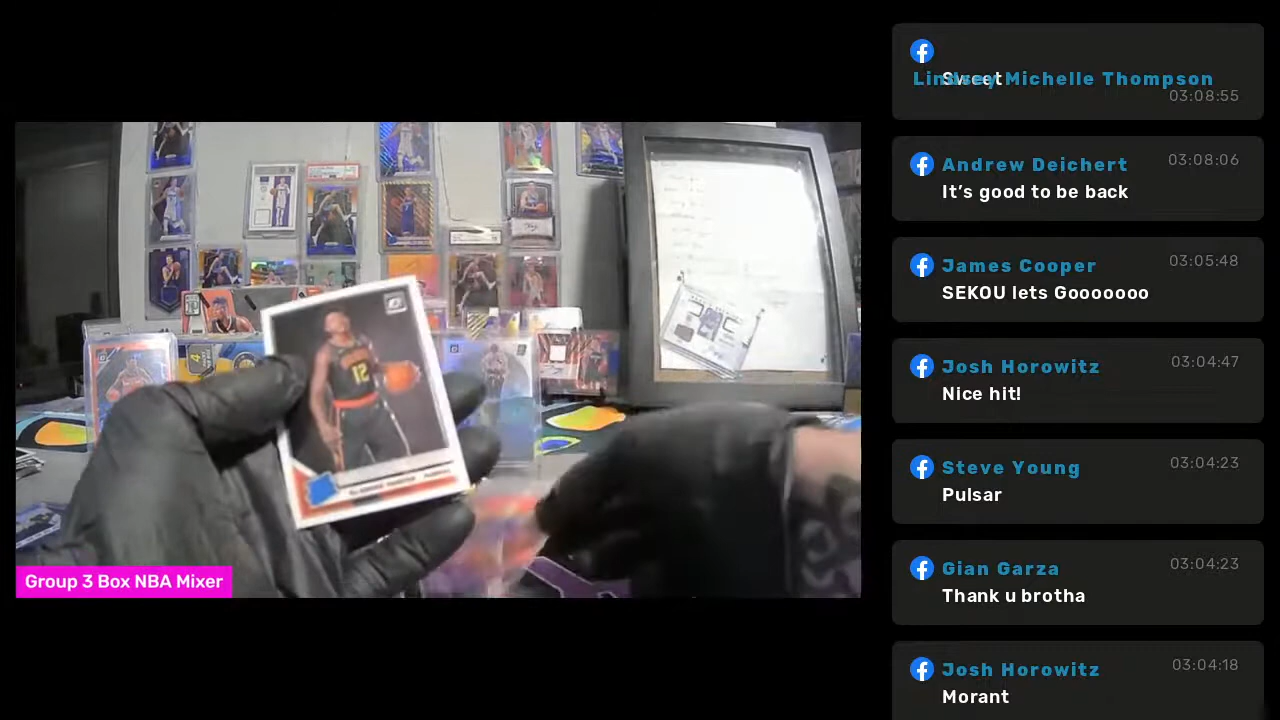 Sweet
Lindsey Michelle Thompson
03:08:55
Andrew Deichert
03:08:06
It’s good to be back
James Cooper
03:05:48
SEKOU lets Gooooooo
Josh Horowitz
03:04:47
Nice hit!
Steve Young
03:04:23
Pulsar
Gian Garza
03:04:23
Thank u brotha
Josh Horowitz
03:04:18
Morant
12
Group 3 Box NBA Mixer